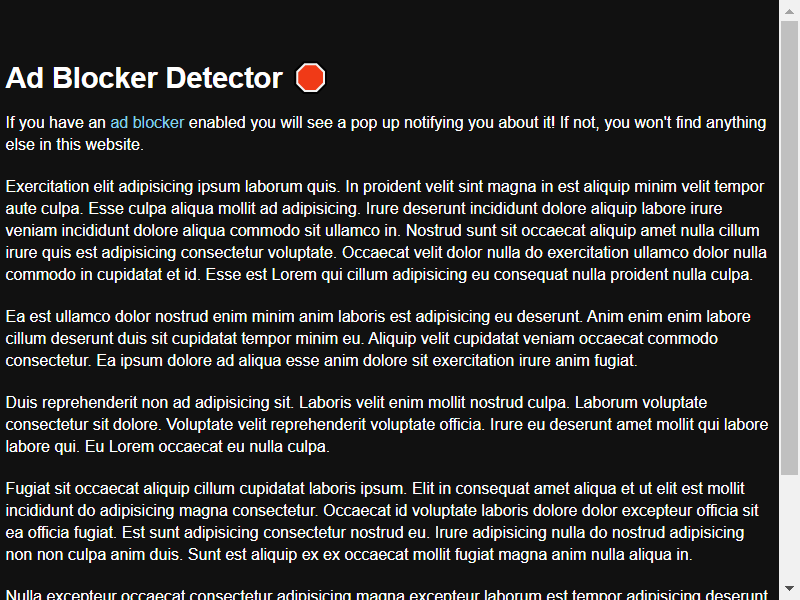 Ad Blocker Detector
If you have an ad blocker enabled you will see a pop up notifying you about it! If not, you won't find anything
else in this website.
Exercitation elit adipisicing ipsum laborum quis. In proident velit sint magna in est aliquip minim velit tempor
aute culpa. Esse culpa aliqua mollit ad adipisicing. Irure deserunt incididunt dolore aliquip labore irure
veniam incididunt dolore aliqua commodo sit ullamco in. Nostrud sunt sit occaecat aliquip amet nulla cillum
irure quis est adipisicing consectetur voluptate. Occaecat velit dolor nulla do exercitation ullamco dolor nulla
commodo in cupidatat et id. Esse est Lorem qui cillum adipisicing eu consequat nulla proident nulla culpa.
Ea est ullamco dolor nostrud enim minim anim laboris est adipisicing eu deserunt. Anim enim enim labore
cillum deserunt duis sit cupidatat tempor minim eu. Aliquip velit cupidatat veniam occaecat commodo
consectetur. Ea ipsum dolore ad aliqua esse anim dolore sit exercitation irure anim fugiat.
Duis reprehenderit non ad adipisicing sit. Laboris velit enim mollit nostrud culpa. Laborum voluptate
consectetur sit dolore. Voluptate velit reprehenderit voluptate officia. Irure eu deserunt amet mollit qui labore
labore qui. Eu Lorem occaecat eu nulla culpa.
Fugiat sit occaecat aliquip cillum cupidatat laboris ipsum. Elit in consequat amet aliqua et ut elit est mollit
incididunt do adipisicing magna consectetur. Occaecat id voluptate laboris dolore dolor excepteur officia sit
ea officia fugiat. Est sunt adipisicing consectetur nostrud eu. Irure adipisicing nulla do nostrud adipisicing
non non culpa anim duis. Sunt est aliquip ex ex occaecat mollit fugiat magna anim nulla aliqua in.
Nulla excepteur occaecat consectetur adipisicing magna excepteur laborum est tempor adipisicing deserunt